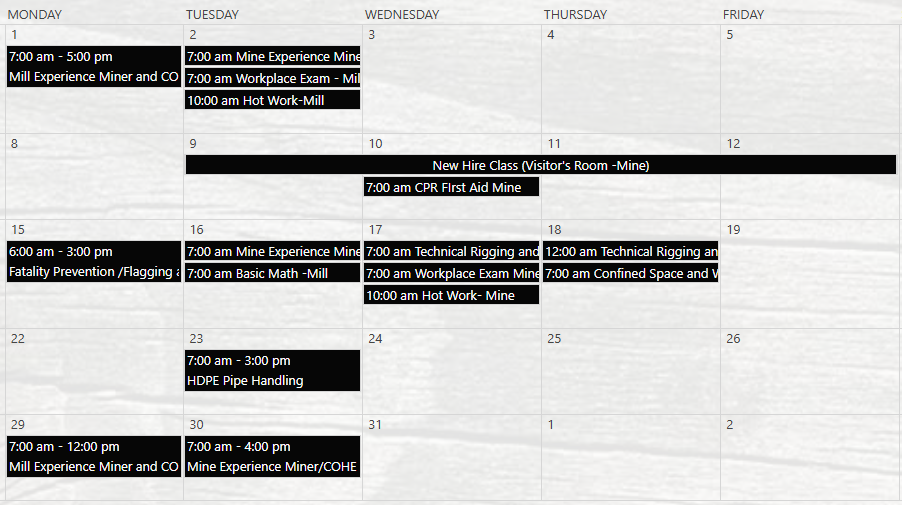 MONDAY TUESDAY WEDNESDAY THURSDAY FRIDAY
1 2 3 4 5
7:00 am - 5:00 pm
Mill Experience Miner and CO
7:00 am Mine Experience Mine
7:00 am Workplace Exam - Mil
10:00 am Hot Work-Mill
8 9 10 11 12
New Hire Class (Visitor's Room -Mine)
7:00 am CPR FIrst Aid Mine
15 16 17 18 19
6:00 am - 3:00 pm
Fatality Prevention /Flagging a
7:00 am Mine Experience Mine
7:00 am Basic Math -Mill
7:00 am Technical Rigging and
7:00 am Workplace Exam Mine
10:00 am Hot Work- Mine
12:00 am Technical Rigging an
7:00 am Confined Space and W
22 23 24 25 26
7:00 am - 3:00 pm
HDPE Pipe Handling
29 30 31 1 2
7:00 am - 12:00 pm
Mill Experience Miner and CO
7:00 am - 4:00 pm
Mine Experience Miner/COHE